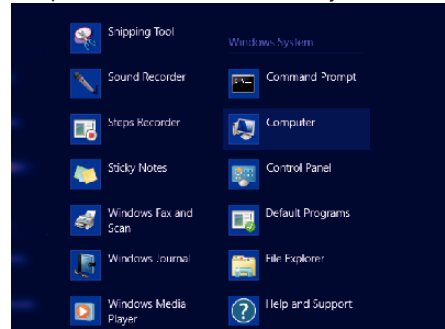 Snipping Tool
Sound Recorder
Steps Recorder
Sticky Notes
Windows Fax and
Scan
Windows Journal
Windows Media
Player
Windows System
Command Prompt
Computer
Control Panel
Default Programs
File Explorer
Help and Support